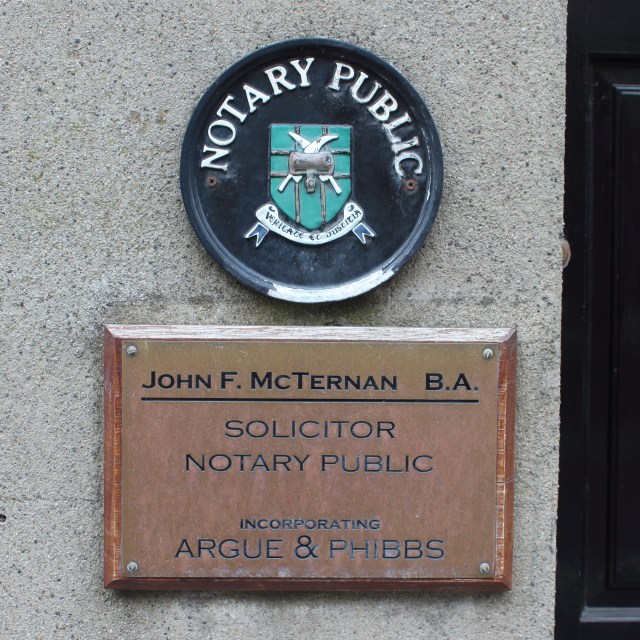 NOTARY PUBLIC
VERITATE ET JUSTITIA
JOHN F. MCTERNAN B.A.
SOLICITOR
NOTARY PUBLIC
INCORPORATING
ARGUE & PHIBBS